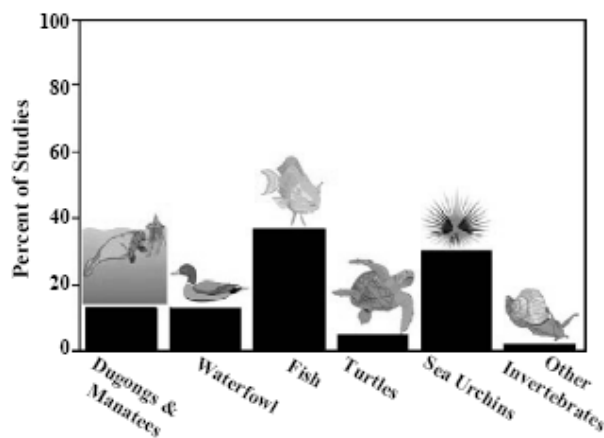 Percent of Studies
100
80
60
40
20
0
Dugongs &
Manatees
Waterfowl
Fish
Turtles
Sea Urchins
Other
Invertebrates